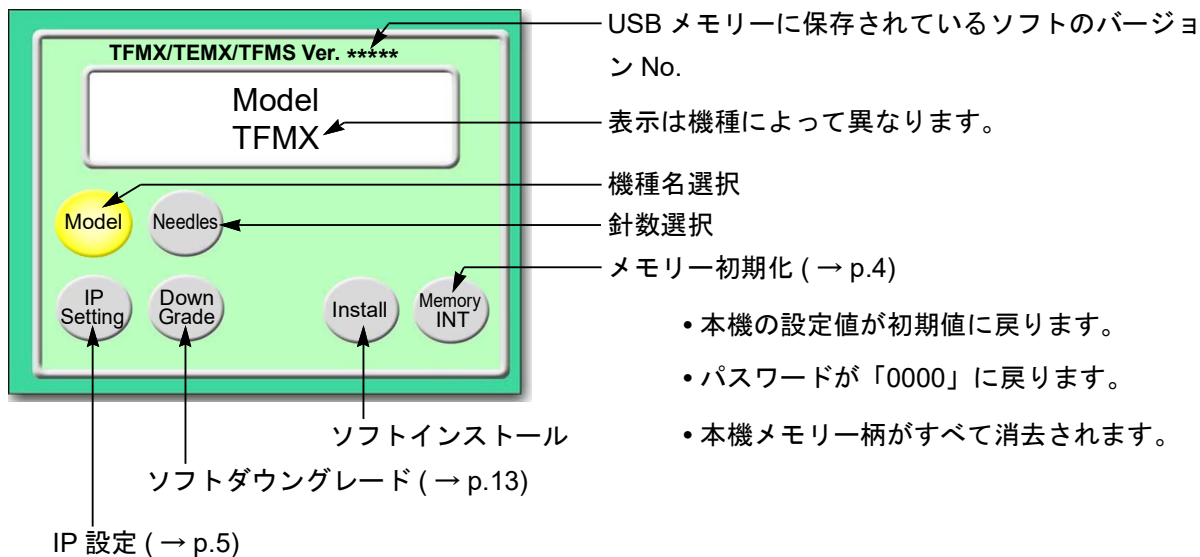 TFMX/TEMX/TFMS Ver. *****
Model
TFMX
Model
Needles
IP
Setting
Down
Grade
Install
Memory
INT
USB メモリーに保存されているソフトのバージョ
ン No.
表示は機種によって異なります。
機種名選択
針数選択
メモリー初期化 ( → p.4)
• 本機の設定値が初期値に戻ります。
• パスワードが「0000」に戻ります。
• 本機メモリー柄がすべて消去されます。
ソフトインストール
ソフトダウングレード ( → p.13)
IP 設定 ( → p.5)